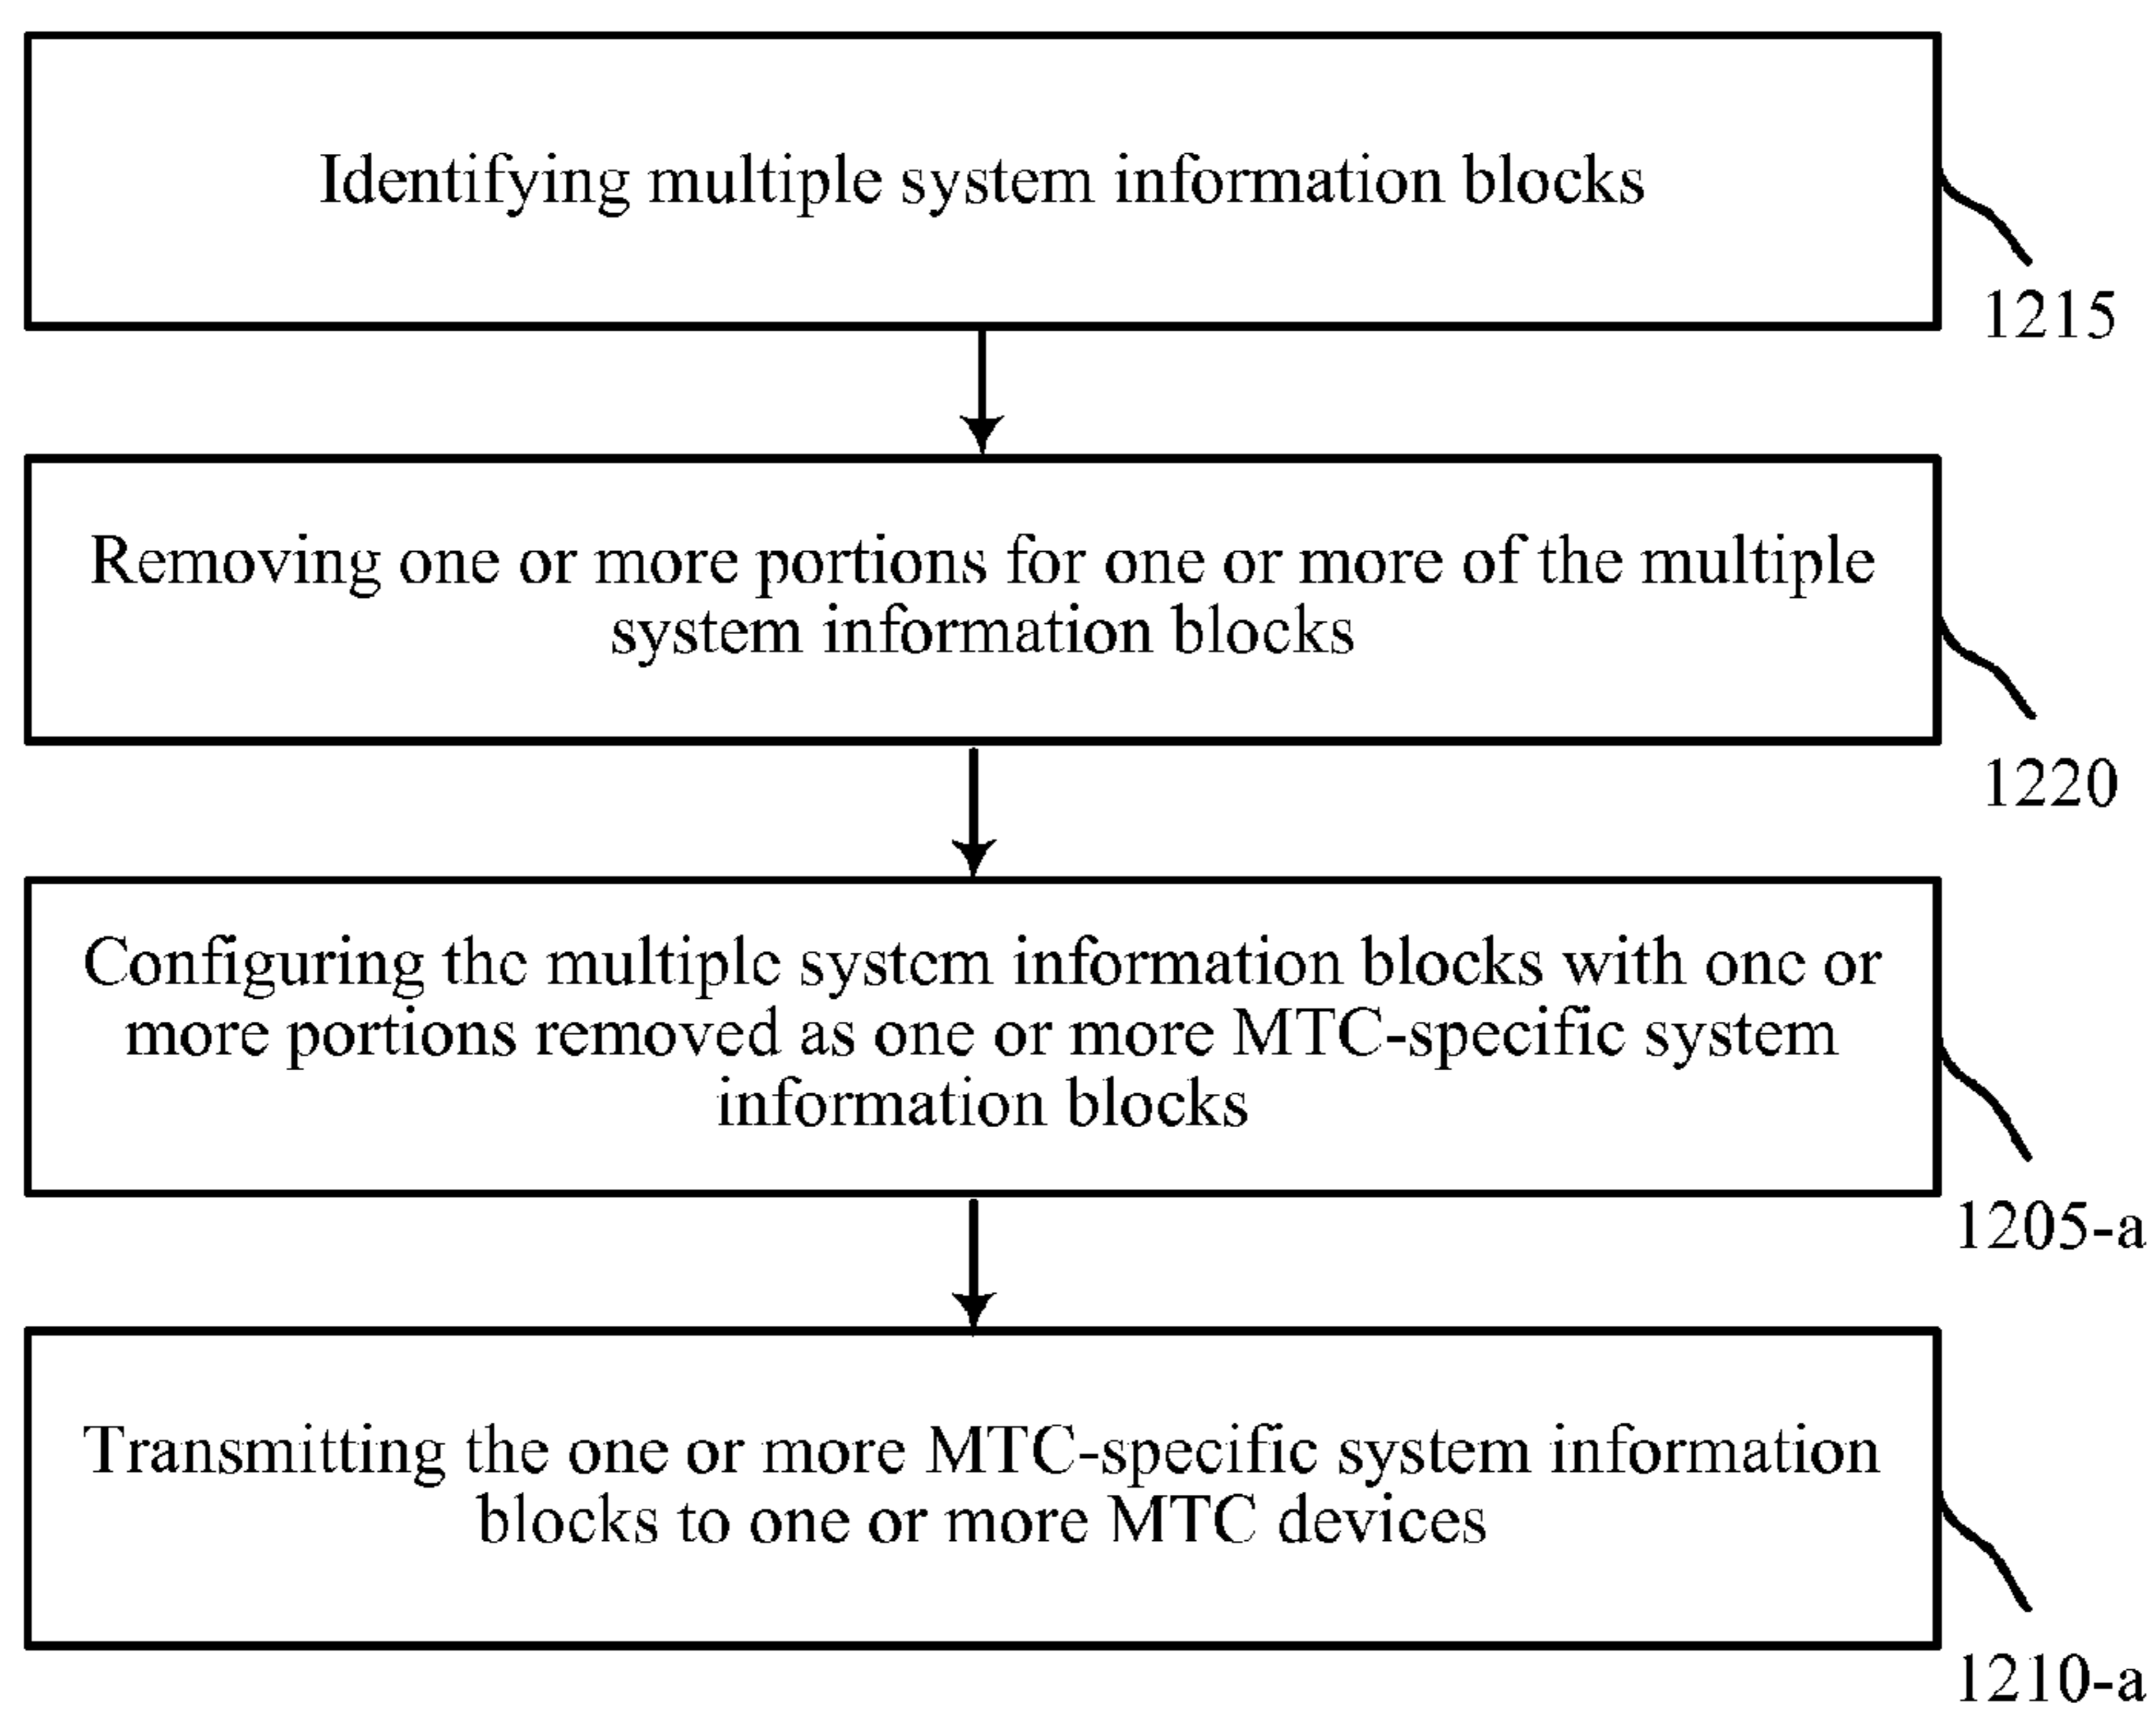 Identifying multiple system information blocks
1215
Removing one or more portions for one or more of the multiple
system information blocks
1220
Configuring the multiple system information blocks with one or
more portions removed as one or more MTC-specific system
information blocks
1205-a
Transmitting the one or more MTC-specific system information
blocks to one or more MTC devices
1210-a